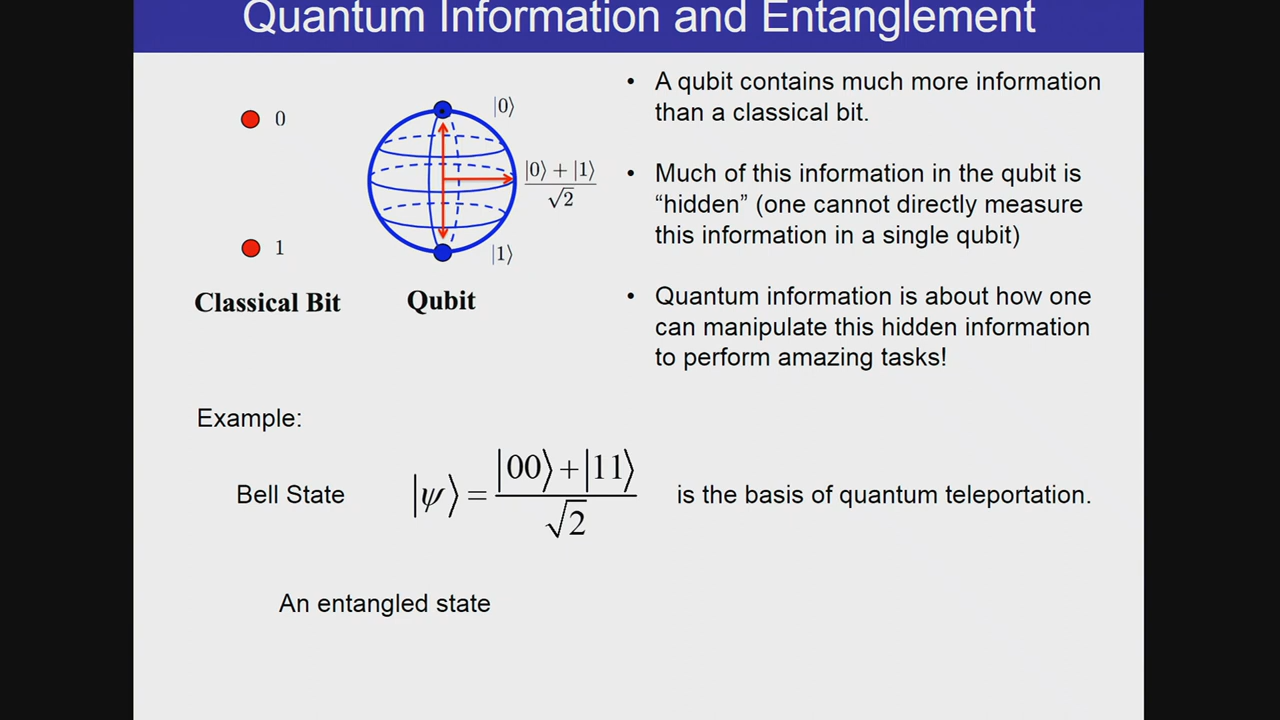 Quantum Information and Entanglement
0
|0⟩
|0⟩ + |1⟩
√2
1
|1⟩
Classical Bit
Qubit
• A qubit contains much more information
than a classical bit.
• Much of this information in the qubit is
“hidden” (one cannot directly measure
this information in a single qubit)
• Quantum information is about how one
can manipulate this hidden information
to perform amazing tasks!
Example:
Bell State |ψ⟩ = |00⟩ + |11⟩ / √2 is the basis of quantum teleportation.
An entangled state